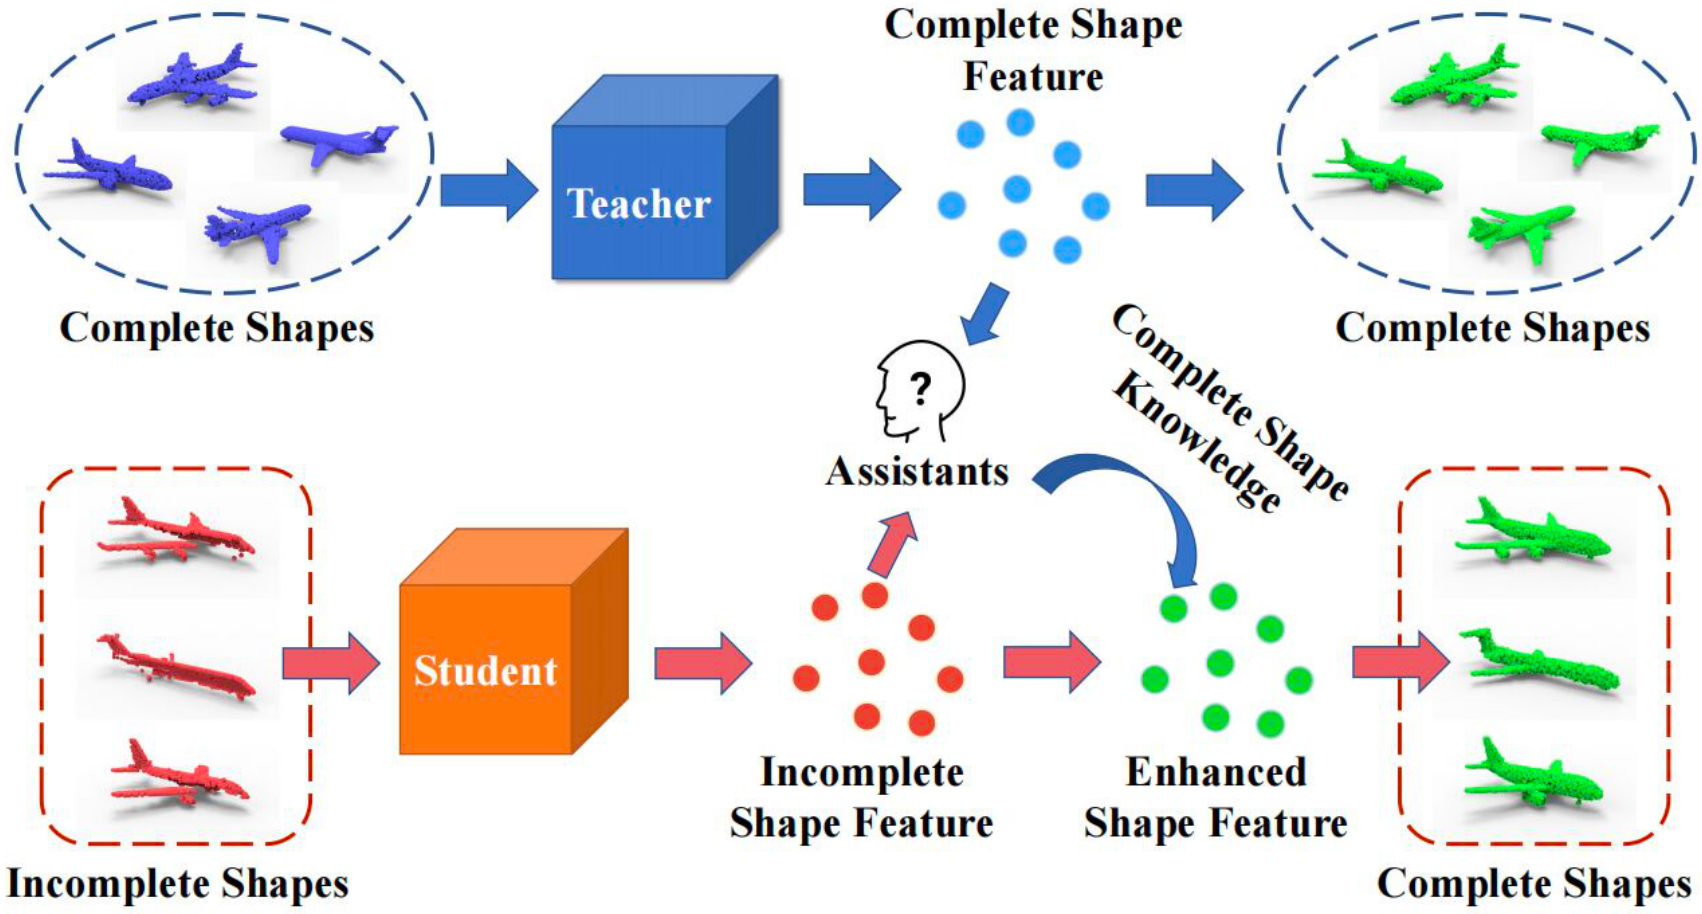 Complete Shape
Feature
Teacher
Complete Shapes
Complete Shapes
Complete Shape
Knowledge
?
Assistants
Student
Incomplete
Shape Feature
Enhanced
Shape Feature
Incomplete Shapes
Complete Shapes